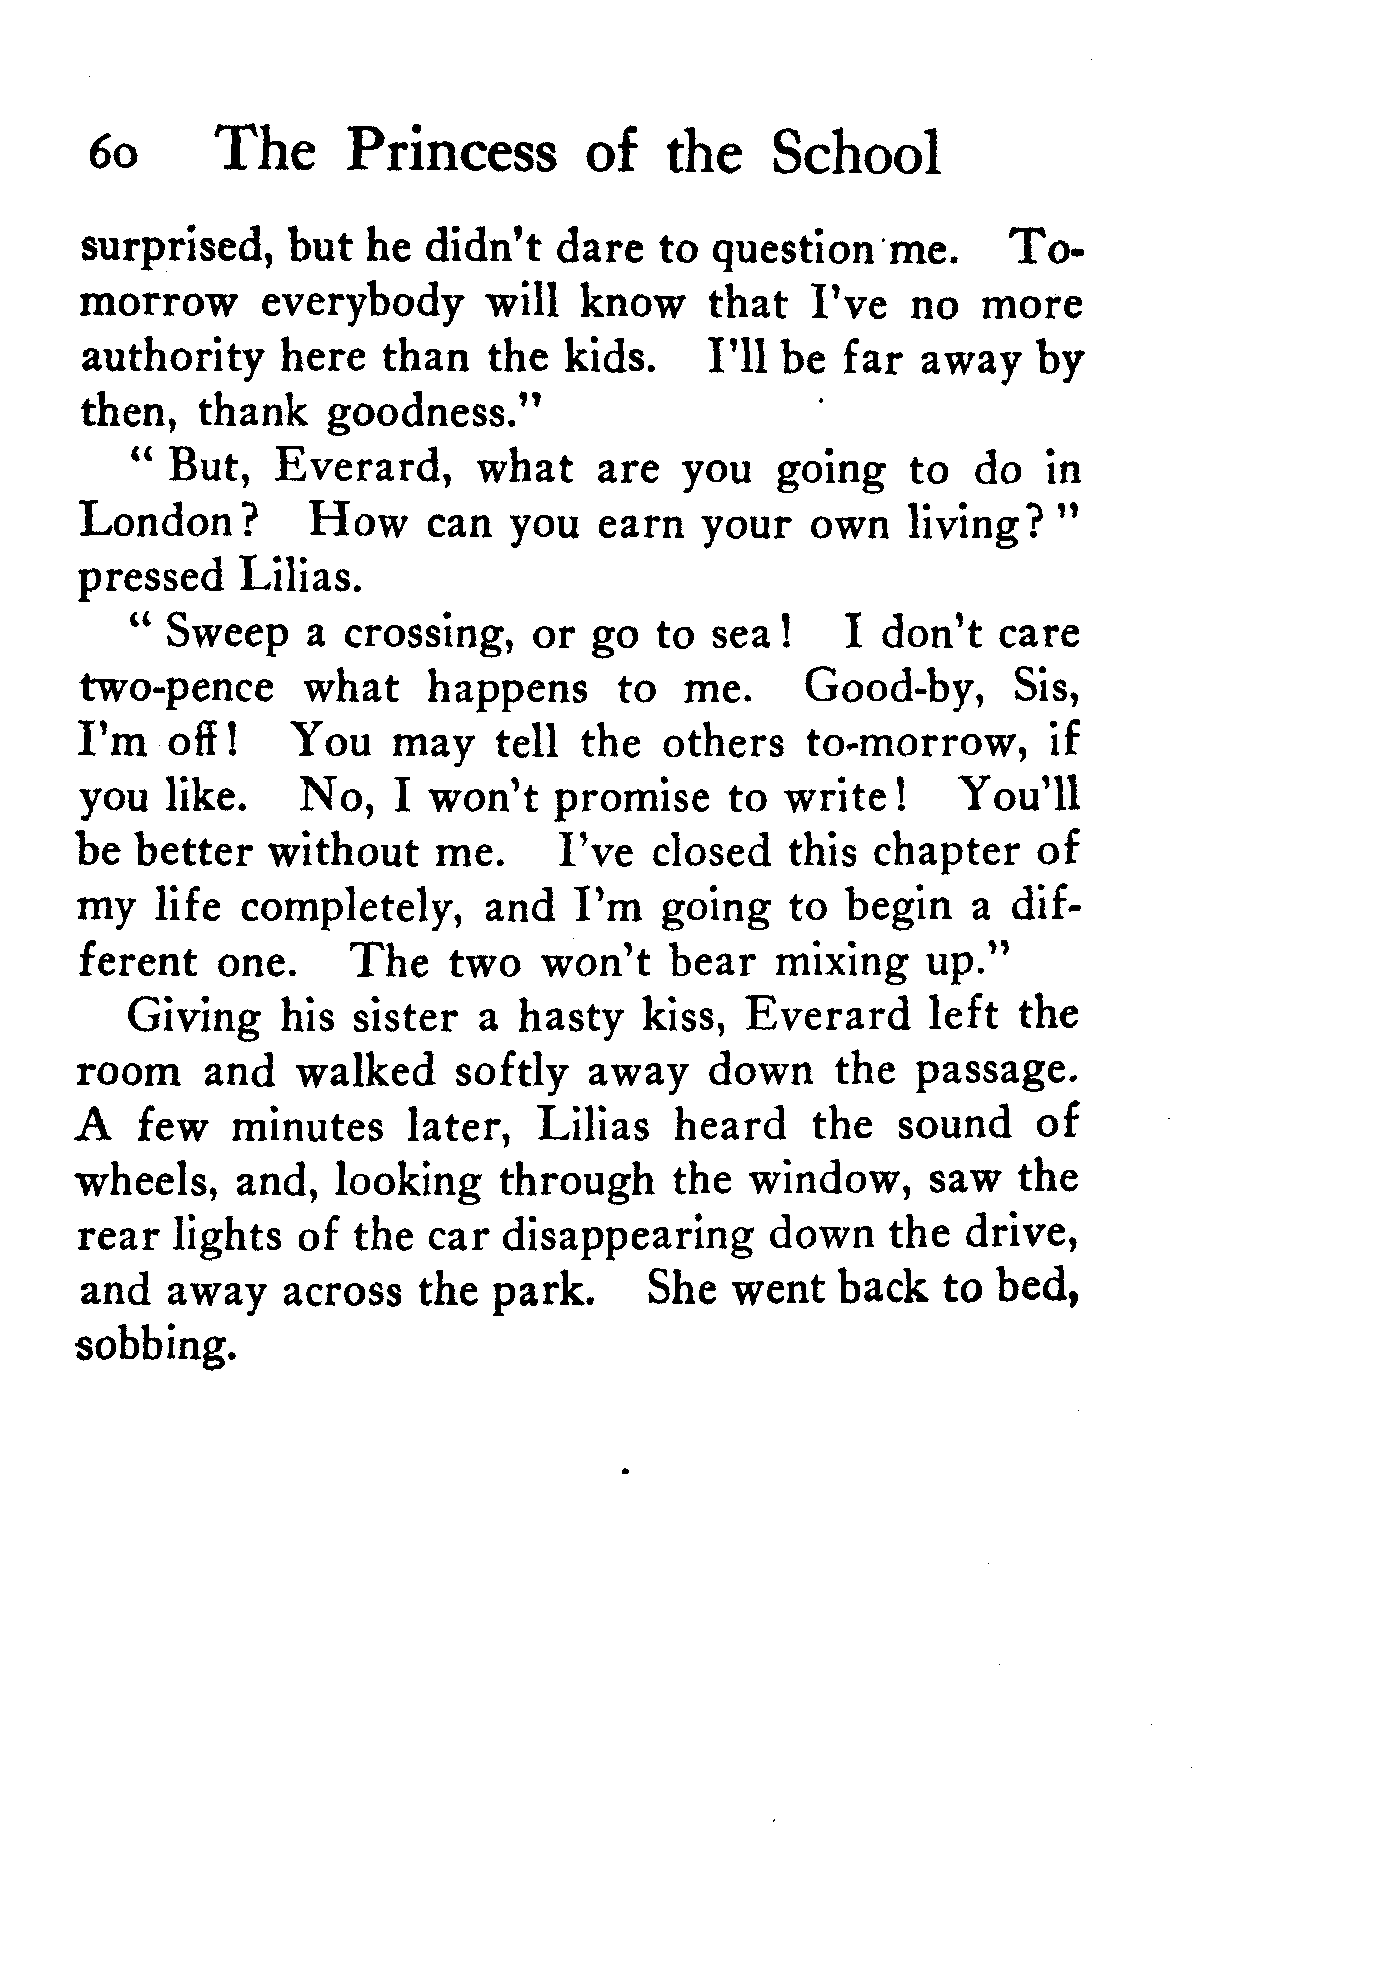 60 The Princess of the School
surprised, but he didn't dare to question me. To-
morrow everybody will know that I've no more
authority here than the kids. I'll be far away by
then, thank goodness."
"But, Everard, what are you going to do in
London? How can you earn your own living?"
pressed Lilias.
"Sweep a crossing, or go to sea! I don't care
two-pence what happens to me. Good-by, Sis,
I'm off! You may tell the others to-morrow, if
you like. No, I won't promise to write! You'll
be better without me. I've closed this chapter of
my life completely, and I'm going to begin a dif-
ferent one. The two won't bear mixing up."
Giving his sister a hasty kiss, Everard left the
room and walked softly away down the passage.
A few minutes later, Lilias heard the sound of
wheels, and, looking through the window, saw the
rear lights of the car disappearing down the drive,
and away across the park. She went back to bed,
sobbing.